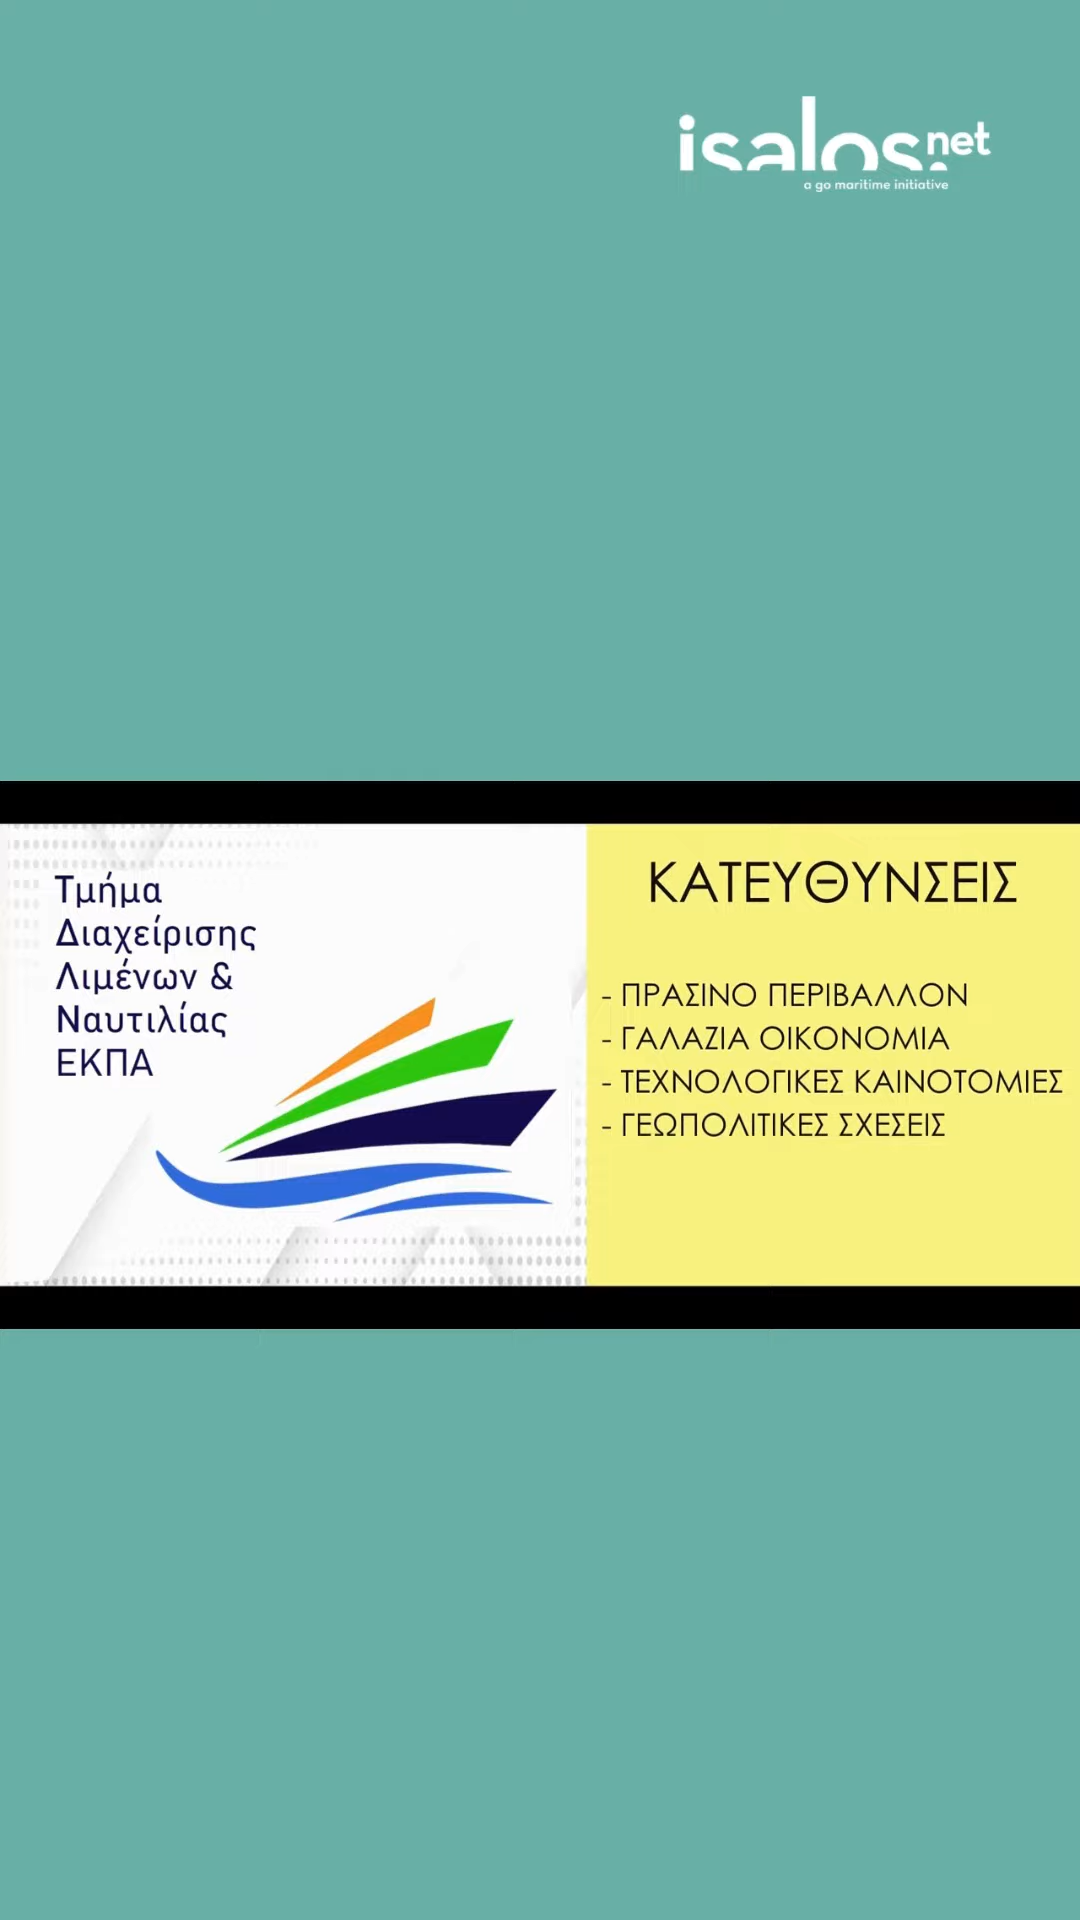 isalos.net
a go maritime initiative
Τμήμα
Διαχείρισης
Λιμένων &
Ναυτιλίας
ΕΚΠΑ
ΚΑΤΕΥΘΥΝΣΕΙΣ
- ΠΡΑΣΙΝΟ ΠΕΡΙΒΑΛΛΟΝ
- ΓΑΛΑΖΙΑ ΟΙΚΟΝΟΜΙΑ
- ΤΕΧΝΟΛΟΓΙΚΕΣ ΚΑΙΝΟΤΟΜΙΕΣ
- ΓΕΩΠΟΛΙΤΙΚΕΣ ΣΧΕΣΕΙΣ